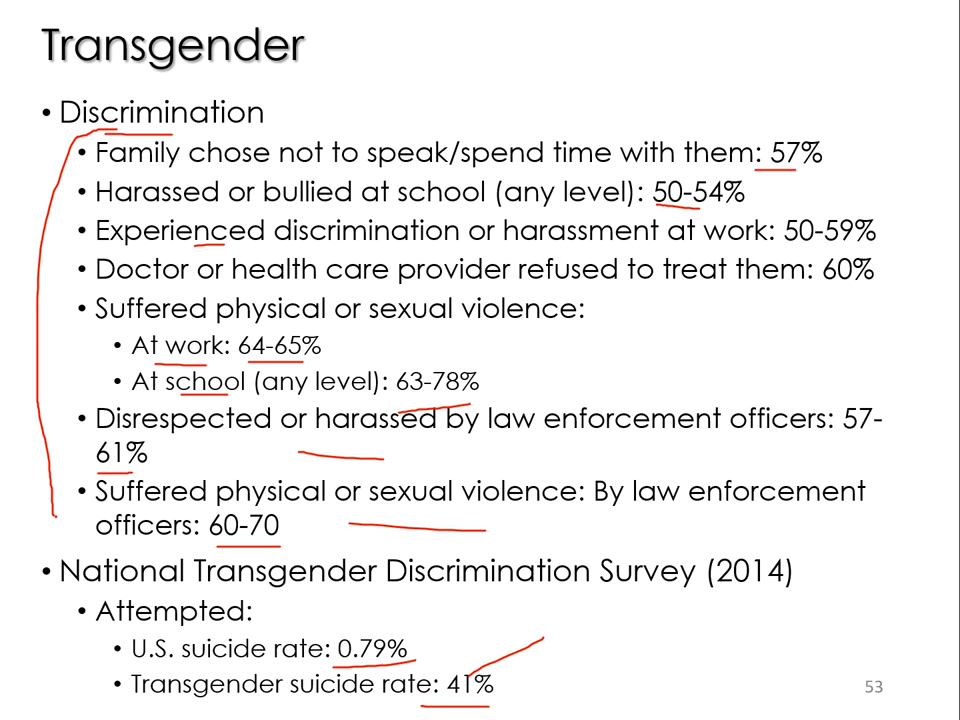 Transgender
• Discrimination
• Family chose not to speak/spend time with them: 57%
• Harassed or bullied at school (any level): 50-54%
• Experienced discrimination or harassment at work: 50-59%
• Doctor or health care provider refused to treat them: 60%
• Suffered physical or sexual violence:
• At work: 64-65%
• At school (any level): 63-78%
• Disrespected or harassed by law enforcement officers: 57-
61%
• Suffered physical or sexual violence: By law enforcement
officers: 60-70
• National Transgender Discrimination Survey (2014)
• Attempted:
• U.S. suicide rate: 0.79%
• Transgender suicide rate: 41%
53